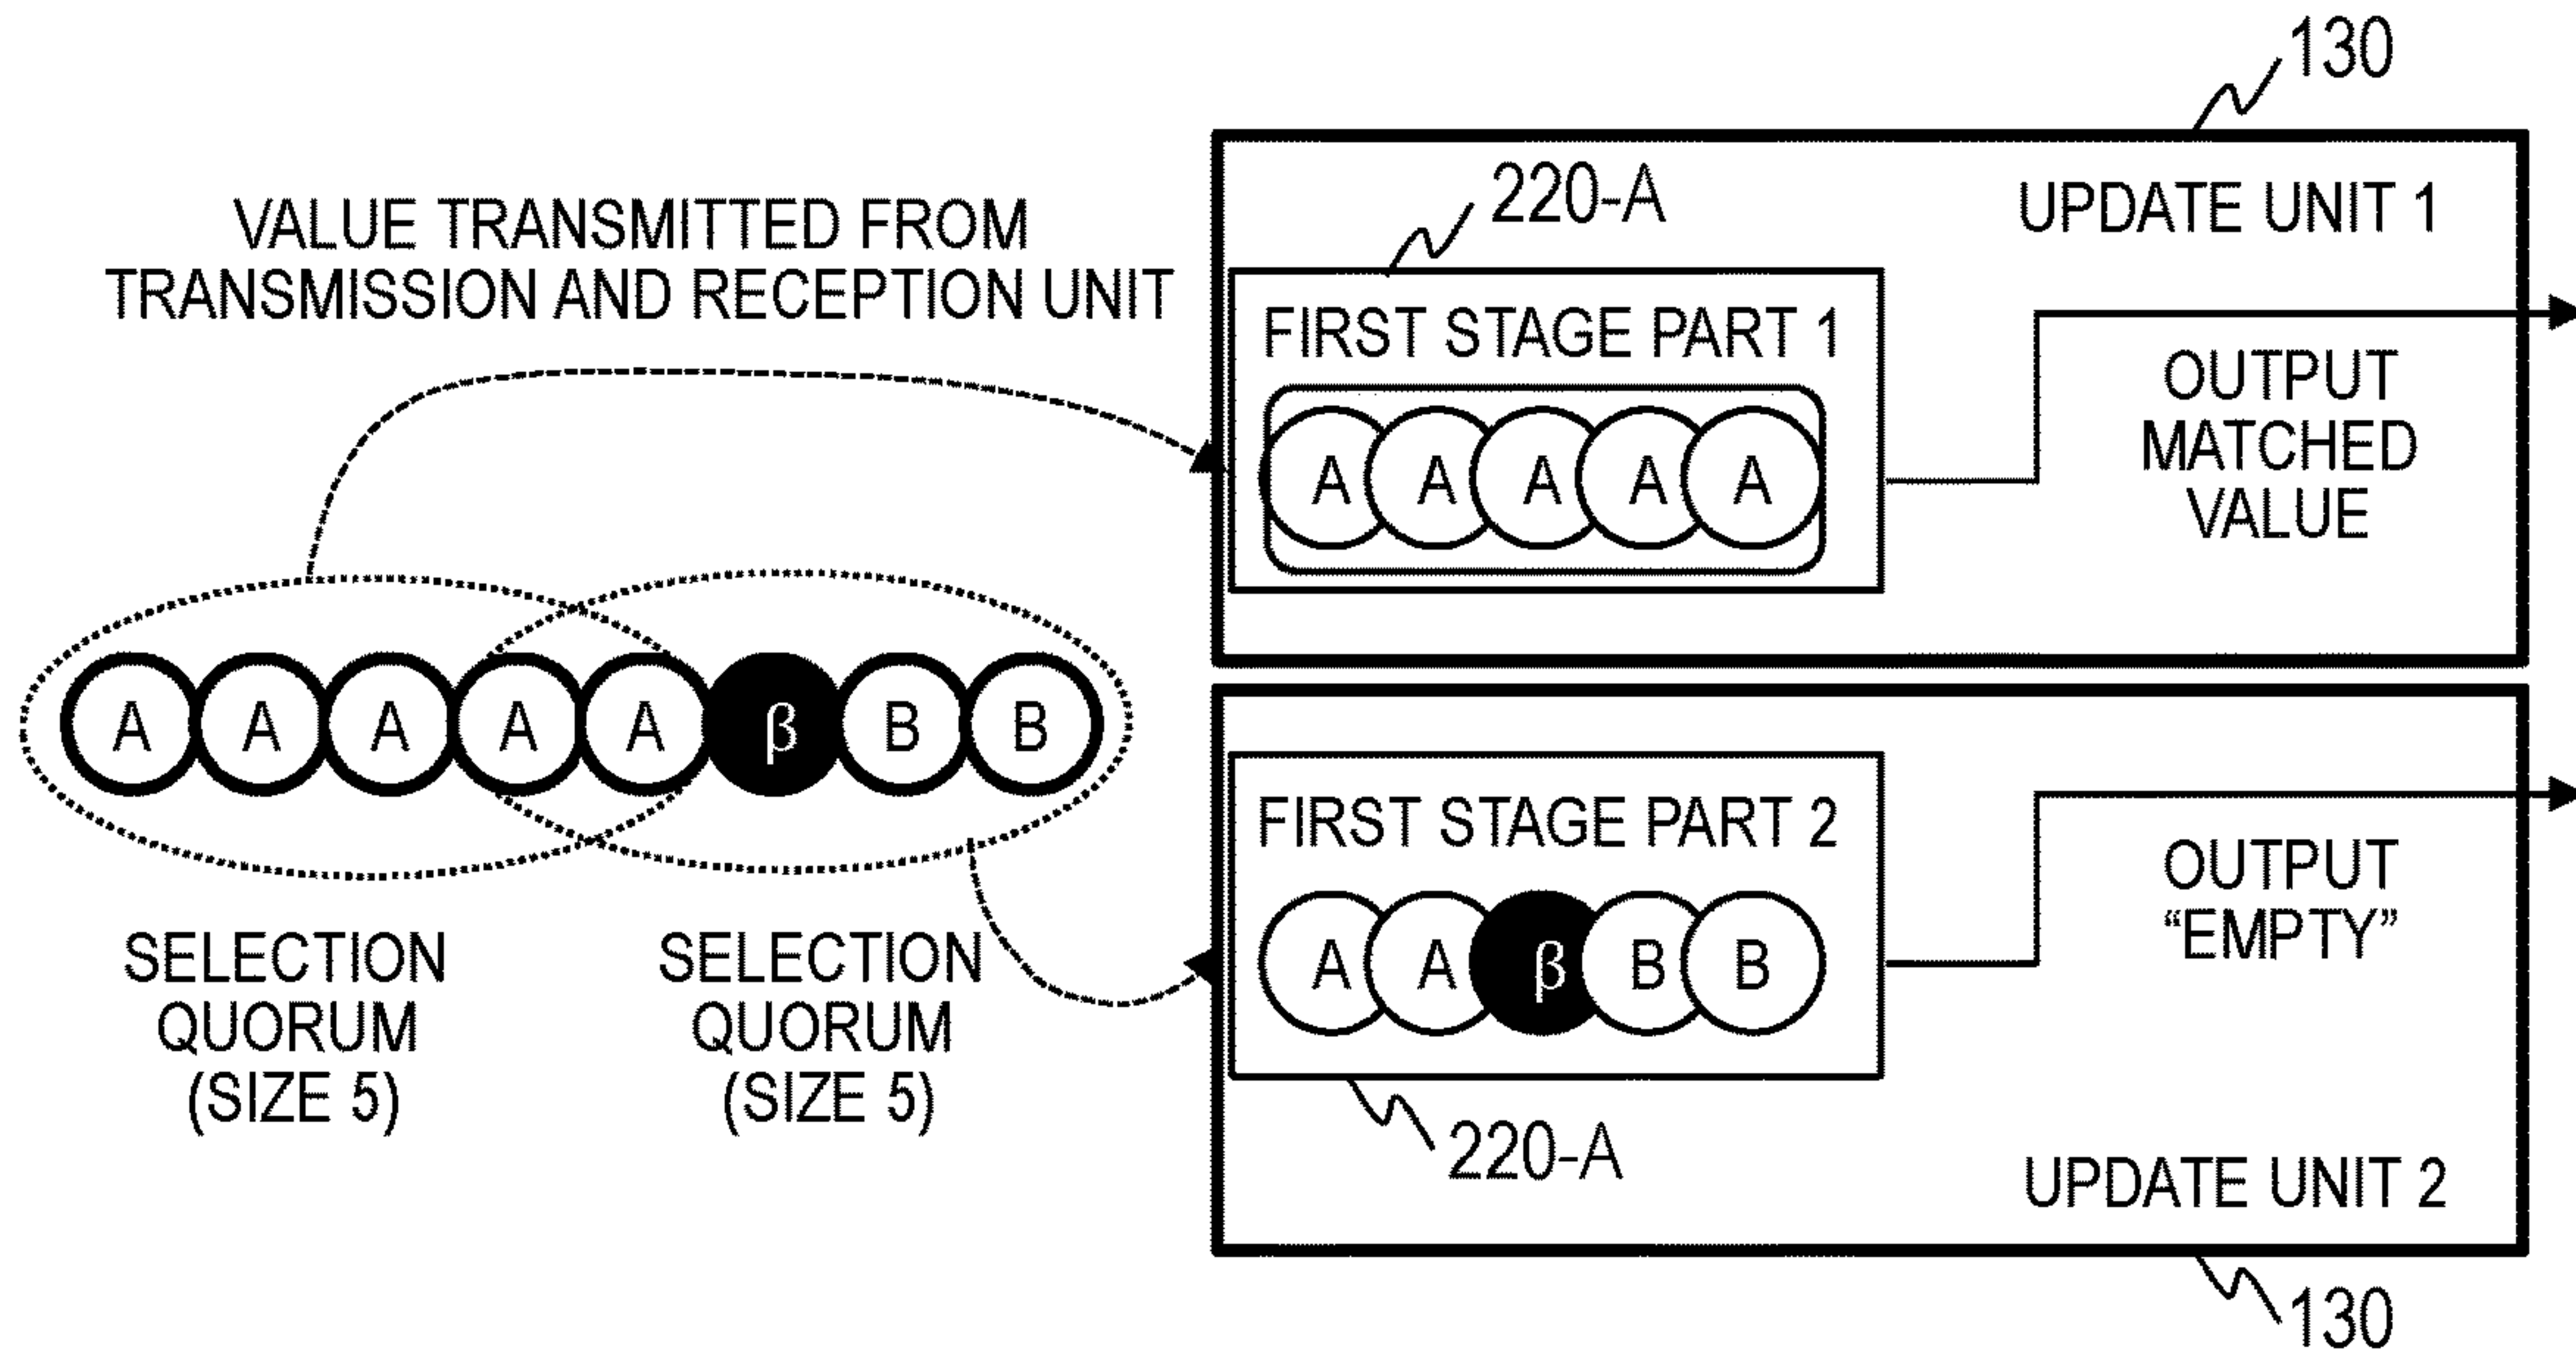 130
220-A
UPDATE UNIT 1
VALUE TRANSMITTED FROM
TRANSMISSION AND RECEPTION UNIT
FIRST STAGE PART 1
A A A A A
OUTPUT
MATCHED
VALUE
A A A A A β B B
SELECTION
QUORUM
(SIZE 5)
SELECTION
QUORUM
(SIZE 5)
FIRST STAGE PART 2
A A β B B
OUTPUT
“EMPTY”
220-A
UPDATE UNIT 2
130